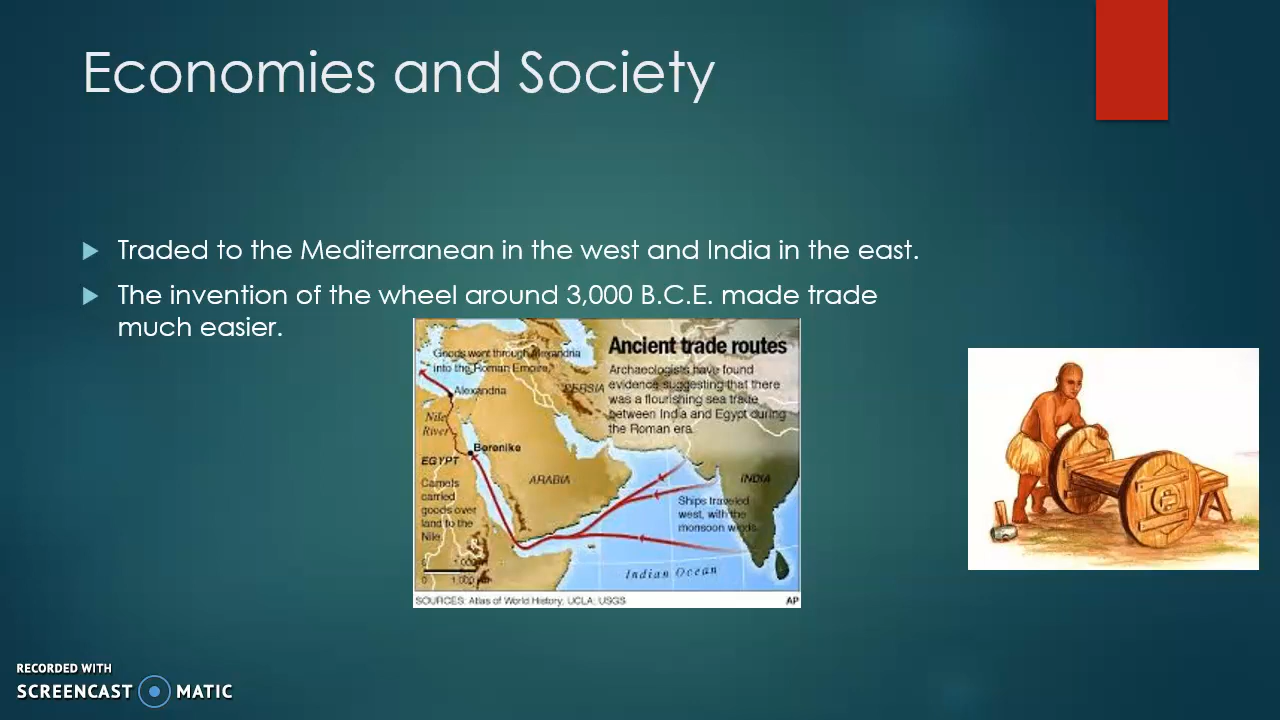 Economies and Society
Traded to the Mediterranean in the west and India in the east.
The invention of the wheel around 3,000 B.C.E. made trade
much easier.
Goods went through Alexandria
into the Roman Empire.
Alexandria
Nile
River
Berenike
EGYPT
Camels
carried
goods over
land to the
Nile.
0 1,000 mi
0 1,000 km
PERSIA
ARABIA
Ancient trade routes
Archaeologists have found
evidence suggesting that there
was a flourishing sea trade
between India and Egypt during
the Roman era.
INDIA
Ships traveled
west, with the
monsoon winds.
Indian Ocean
SOURCES: Atlas of World History; UCLA; USGS
AP
RECORDED WITH
SCREENCAST MATIC